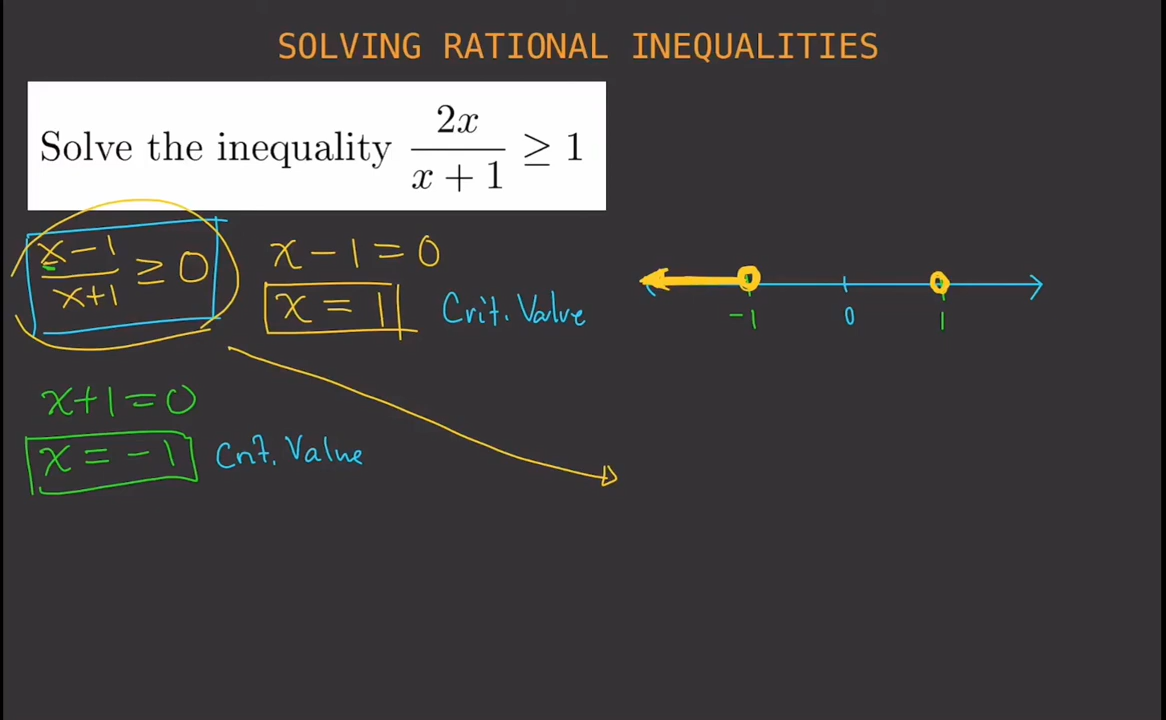 SOLVING RATIONAL INEQUALITIES
Solve the inequality 2x/(x + 1) ≥ 1
(x-1)/(x+1) ≥ 0
x - 1 = 0
x = 1 Crit. Value
x+1 = 0
x = -1 Crit. Value
-1 0 1